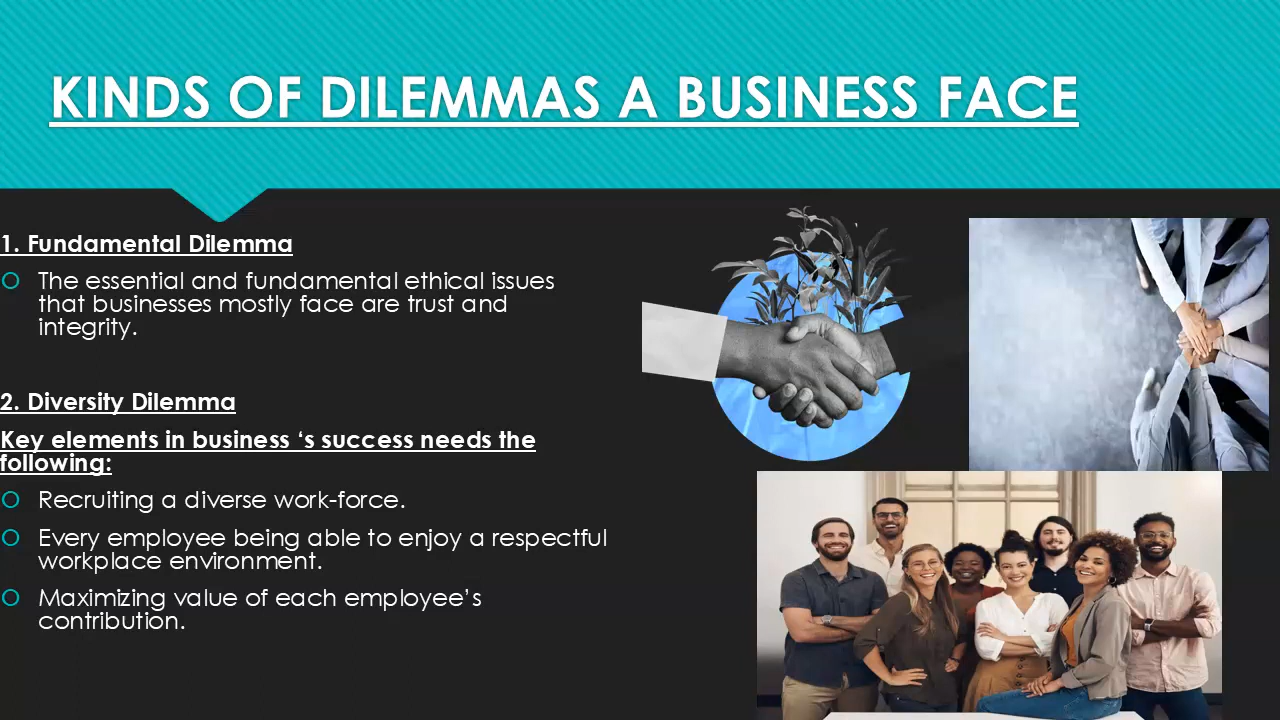 KINDS OF DILEMMAS A BUSINESS FACE
1. Fundamental Dilemma
The essential and fundamental ethical issues
that businesses mostly face are trust and
integrity.
2. Diversity Dilemma
Key elements in business ‘s success needs the
following:
Recruiting a diverse work-force.
Every employee being able to enjoy a respectful
workplace environment.
Maximizing value of each employee’s
contribution.